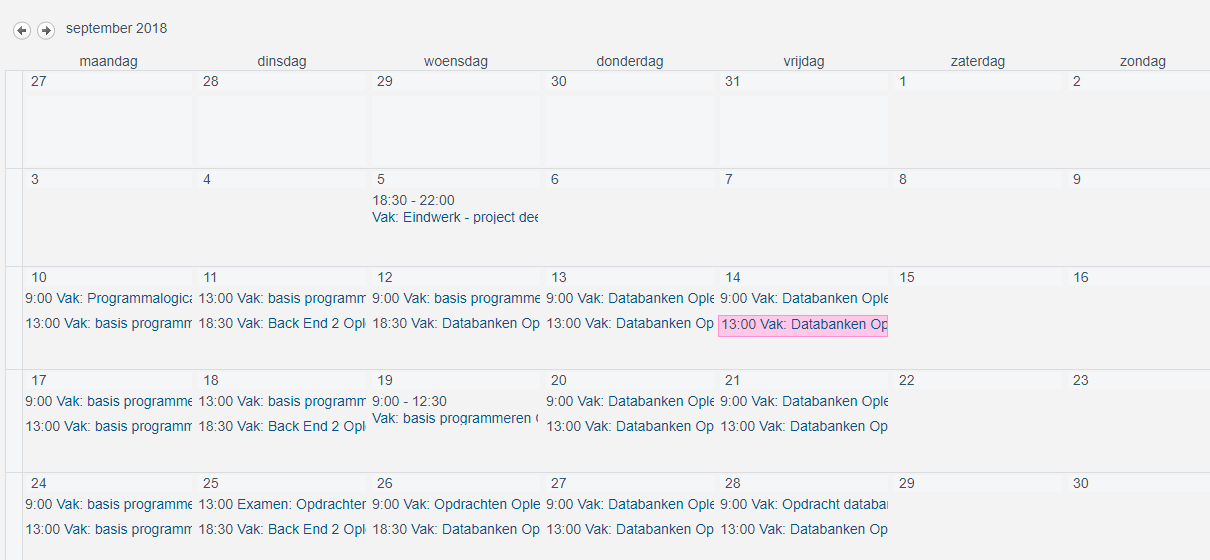 september 2018
maandag dinsdag woensdag donderdag vrijdag zaterdag zondag
27 28 29 30 31 1 2
3 4 5 6 7 8 9
18:30 - 22:00
Vak: Eindwerk - project dee
10 11 12 13 14 15 16
9:00 Vak: Programmalogica 13:00 Vak: basis programm 9:00 Vak: basis programme 9:00 Vak: Databanken Ople 9:00 Vak: Databanken Ople
13:00 Vak: basis programm 18:30 Vak: Back End 2 Opl 18:30 Vak: Databanken Op 13:00 Vak: Databanken Op 13:00 Vak: Databanken Op
17 18 19 20 21 22 23
9:00 Vak: basis programme 13:00 Vak: basis programm 9:00 - 12:30 9:00 Vak: Databanken Ople 9:00 Vak: Databanken Ople
Vak: basis programmeren
13:00 Vak: basis programm 18:30 Vak: Back End 2 Opl 13:00 Vak: Databanken Op 13:00 Vak: Databanken Op
24 25 26 27 28 29 30
9:00 Vak: basis programme 13:00 Examen: Opdrachten 9:00 Vak: Opdrachten Ople 9:00 Vak: Databanken Ople 9:00 Vak: Opdracht databa
13:00 Vak: basis programm 18:30 Vak: Back End 2 Opl 18:30 Vak: Databanken Op 13:00 Vak: Databanken Op 13:00 Vak: Databanken Op